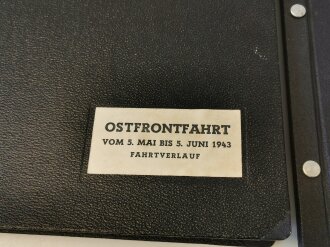 OSTFRONTFAHRT
VOM 5. MAI BIS 5. JUNI 1943
FAHRTVERLAUF